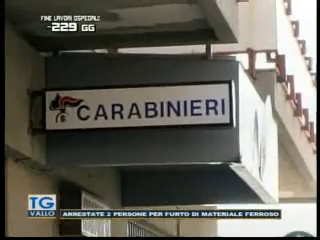 FINE LAVORI OSPEDALE
-229 GG
CARABINIERI
TG
VALLO
ARRESTATE 2 PERSONE PER FURTO DI MATERIALE FERROSO